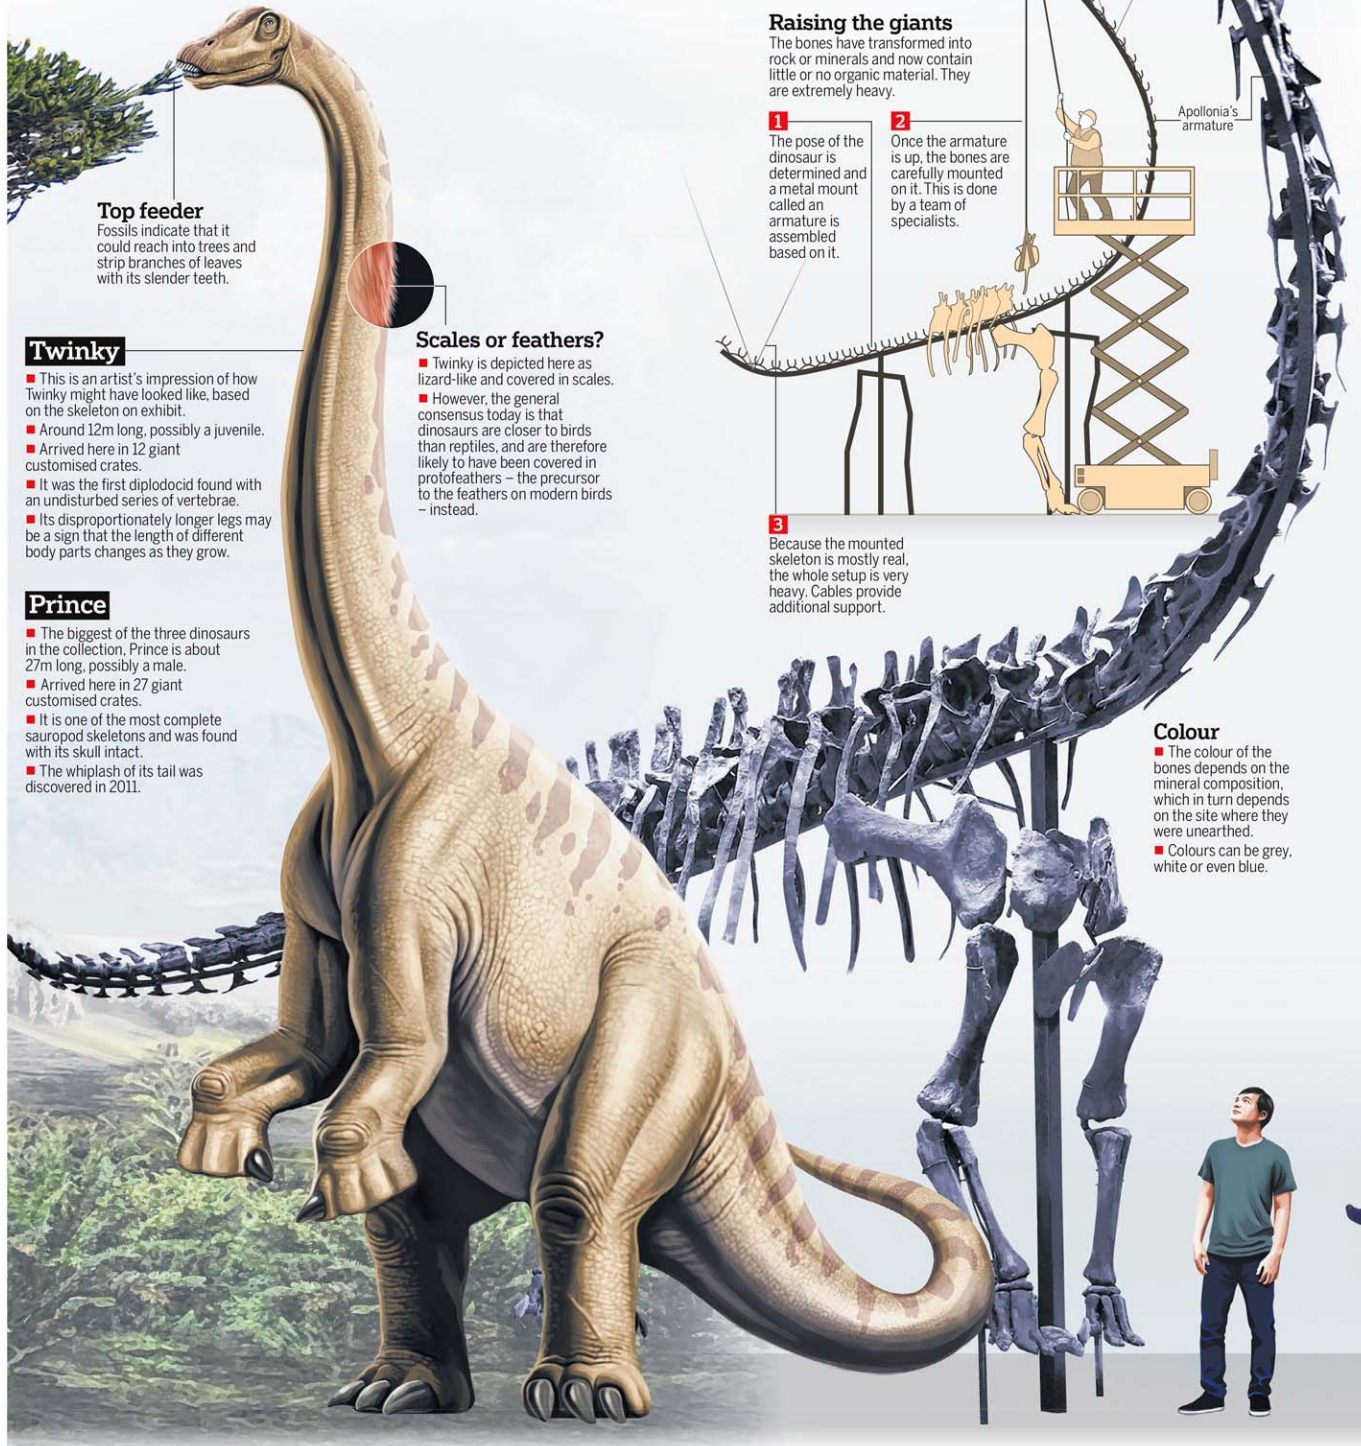 Raising the giants
The bones have transformed into
rock or minerals and now contain
little or no organic material. They
are extremely heavy.
1
The pose of the
dinosaur is
determined and
a metal mount
called an
armature is
assembled
based on it.
2
Once the armature
is up, the bones are
carefully mounted
on it. This is done
by a team of
specialists.
Apollonia's
armature
Top feeder
Fossils indicate that it
could reach into trees and
strip branches of leaves
with its slender teeth.
Twinky
This is an artist's impression of how
Twinky might have looked like, based
on the skeleton on exhibit.
Around 12m long, possibly a juvenile.
Arrived here in 12 giant
customised crates.
It was the first diplodocid found with
an undisturbed series of vertebrae.
Its disproportionately longer legs may
be a sign that the length of different
body parts changes as they grow.
Scales or feathers?
Twinky is depicted here as
lizard-like and covered in scales.
However, the general
consensus today is that
dinosaurs are closer to birds
than reptiles, and are therefore
likely to have been covered in
protofeathers – the precursor
to the feathers on modern birds
– instead.
3
Because the mounted
skeleton is mostly real,
the whole setup is very
heavy. Cables provide
additional support.
Prince
The biggest of the three dinosaurs
in the collection, Prince is about
27m long, possibly a male.
Arrived here in 27 giant
customised crates.
It is one of the most complete
sauropod skeletons and was found
with its skull intact.
The whiplash of its tail was
discovered in 2011.
Colour
The colour of the
bones depends on the
mineral composition,
which in turn depends
on the site where they
were unearthed.
Colours can be grey,
white or even blue.